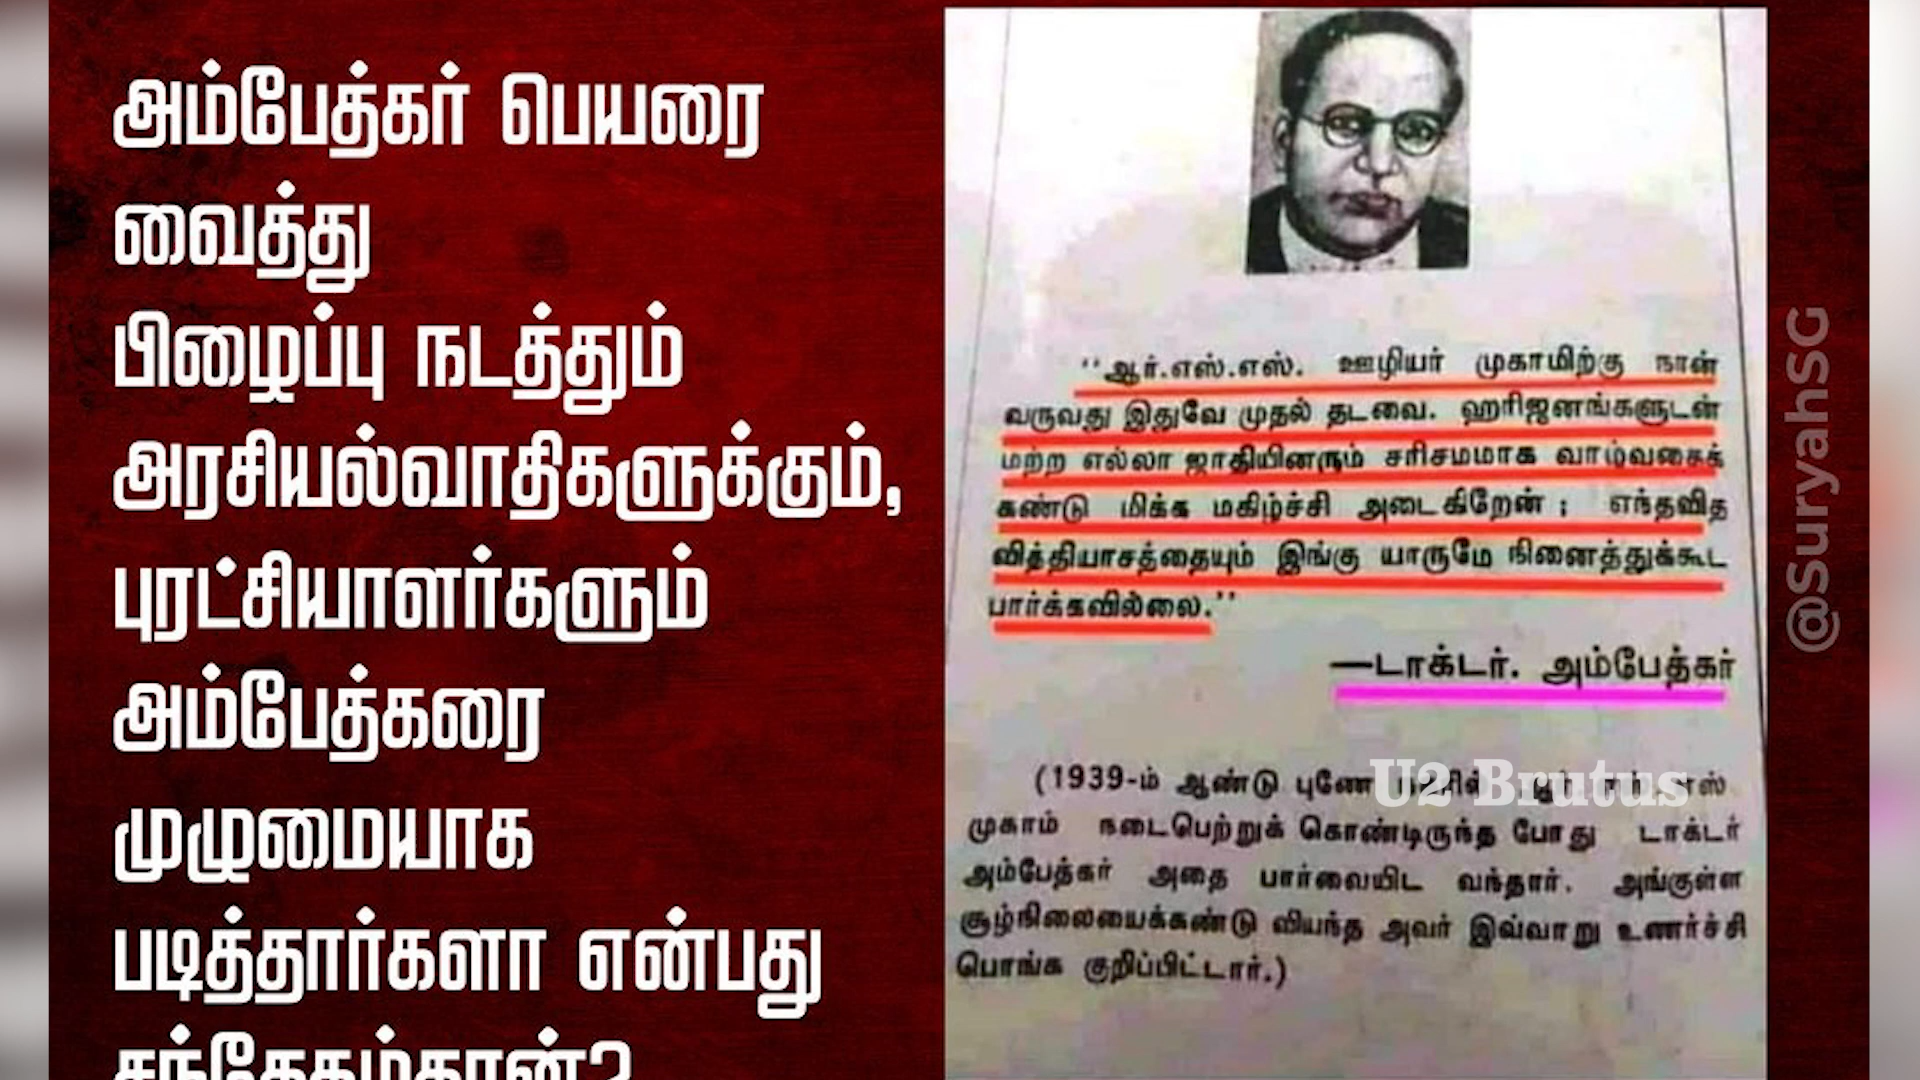 அம்பேத்கர் பெயரை
வைத்து
பிழைப்பு நடத்தும்
அரசியல்வாதிகளுக்கும்,
புரட்சியாளர்களும்
அம்பேத்கரை
முழுமையாக
படித்தார்களா என்பது
சந்தேகம்தான்?
‘‘ஆர்.எஸ்.எஸ். ஊழியர் முகாமிற்கு நான்
வருவது இதுவே முதல் தடவை. ஹரிஜனங்களுடன்
மற்ற எல்லா ஜாதியினரும் சரிசமமாக வாழ்வதைக்
கண்டு மிக்க மகிழ்ச்சி அடைகிறேன் ; எந்தவித
வித்தியாசத்தையும் இங்கு யாருமே நினைத்துக்கூட
பார்க்கவில்லை.’’
—டாக்டர். அம்பேத்கர்
(1939-ம் ஆண்டு புணே
முகாம் நடைபெற்றுக் கொண்டிருந்த போது டாக்டர்
அம்பேத்கர் அதை பார்வையிட வந்தார். அங்குள்ள
சூழ்நிலையைக்கண்டு வியந்த அவர் இவ்வாறு உணர்ச்சி
பொங்க குறிப்பிட்டார்.)
U2 Brutus
@SuryahSG